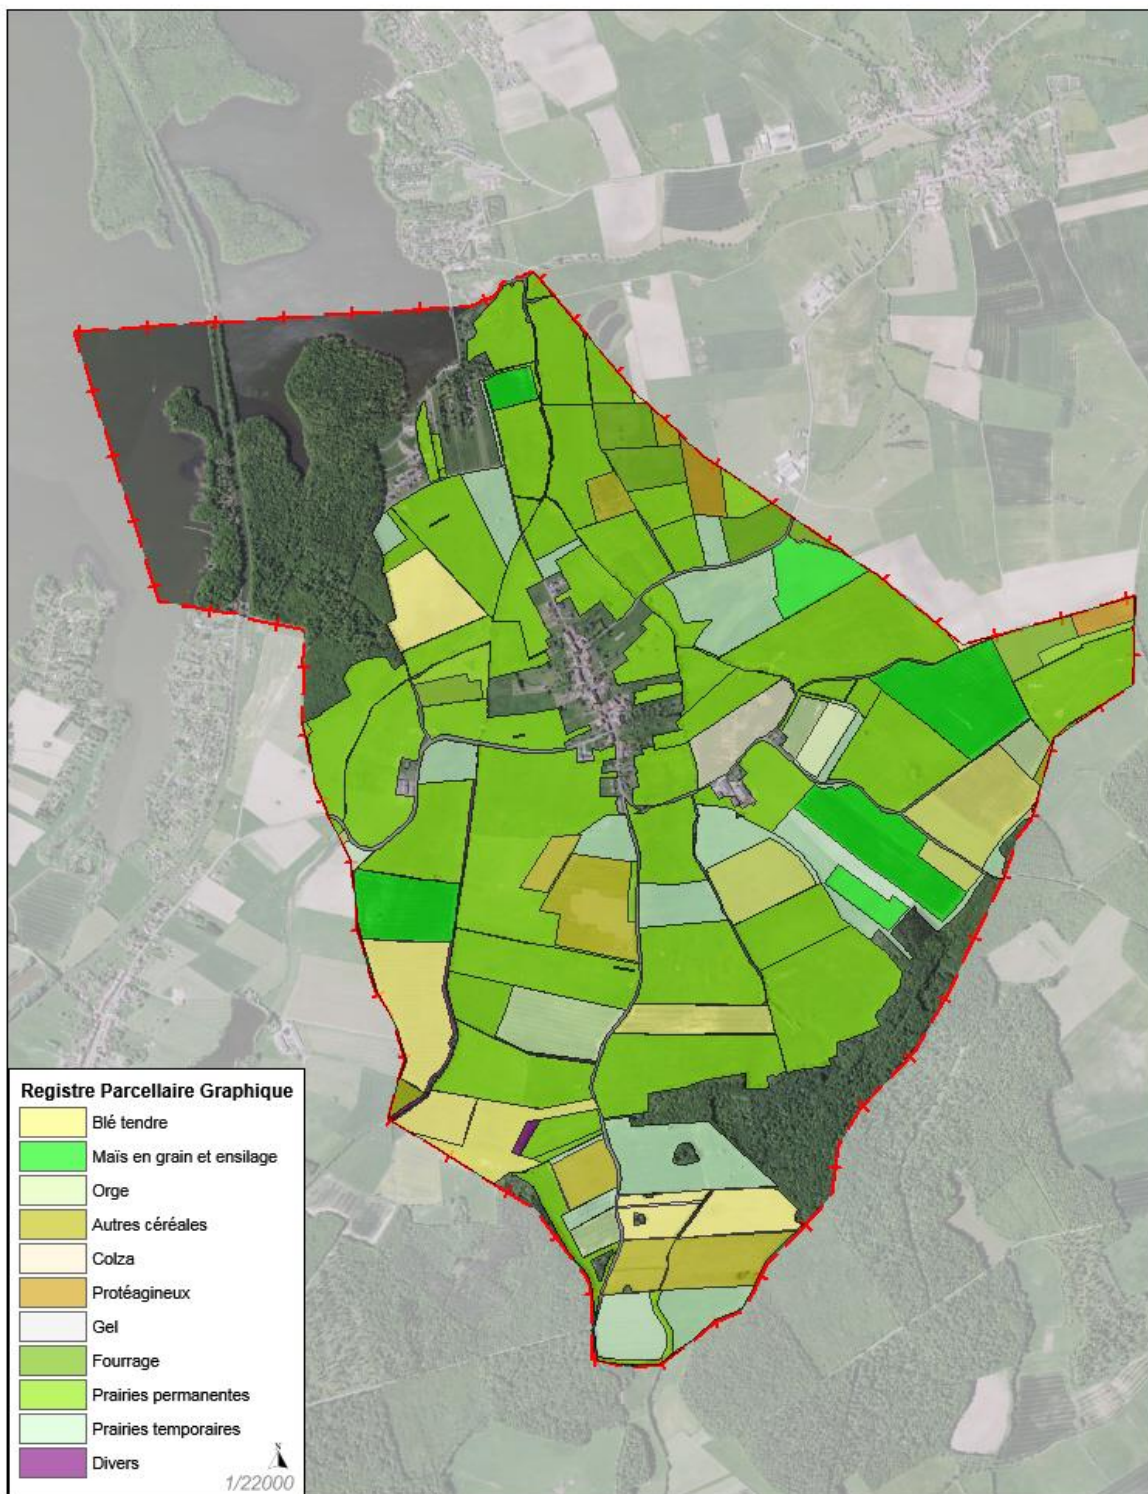 Registre Parcellaire Graphique
Blé tendre
Maïs en grain et ensilage
Orge
Autres céréales
Colza
Protéagineux
Gel
Fourrage
Prairies permanentes
Prairies temporaires
Divers
N
1/22000